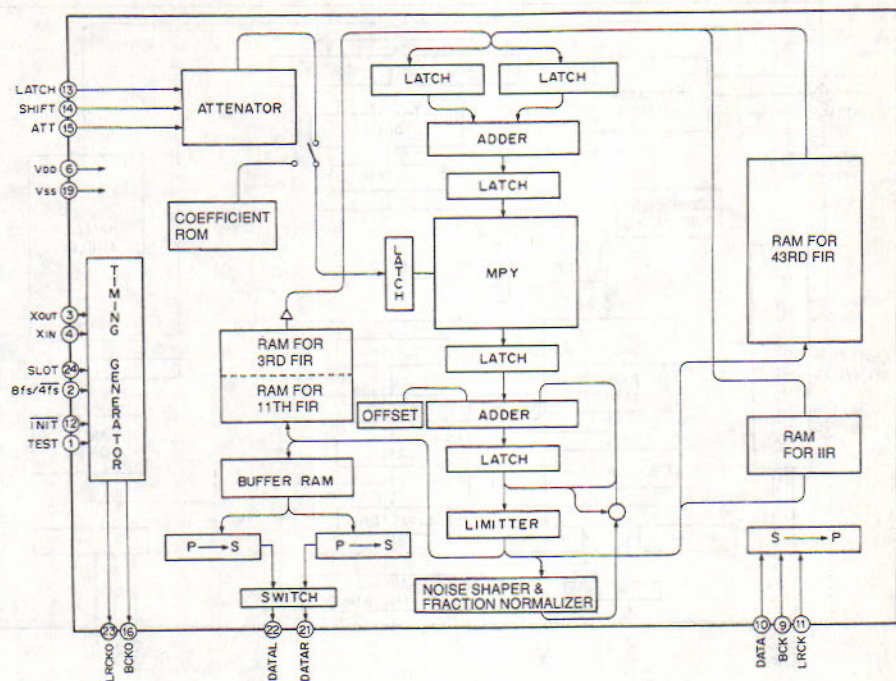 LATCH 13
SHIFT 14
ATT 15
VDD 6
VSS 19
XOUT 3
XIN 4
SLOT 24
8fs/4fs 2
INIT 12
TEST 1
TIMING GENERATOR
ATTENATOR
COEFFICIENT
ROM
LATCH
LATCH
ADDER
LATCH
LATCH
MPY
LATCH
RAM FOR
3RD FIR
RAM FOR
11TH FIR
OFFSET
ADDER
LATCH
BUFFER RAM
LIMITTER
P → S
P → S
SWITCH
NOISE SHAPER &
FRACTION NORMALIZER
RAM FOR
43RD FIR
RAM
FOR IIR
S → P
23 LRCKO
16 BCKO
22 DATAL
21 DATAR
10 DATA
9 BCK
11 LRCK